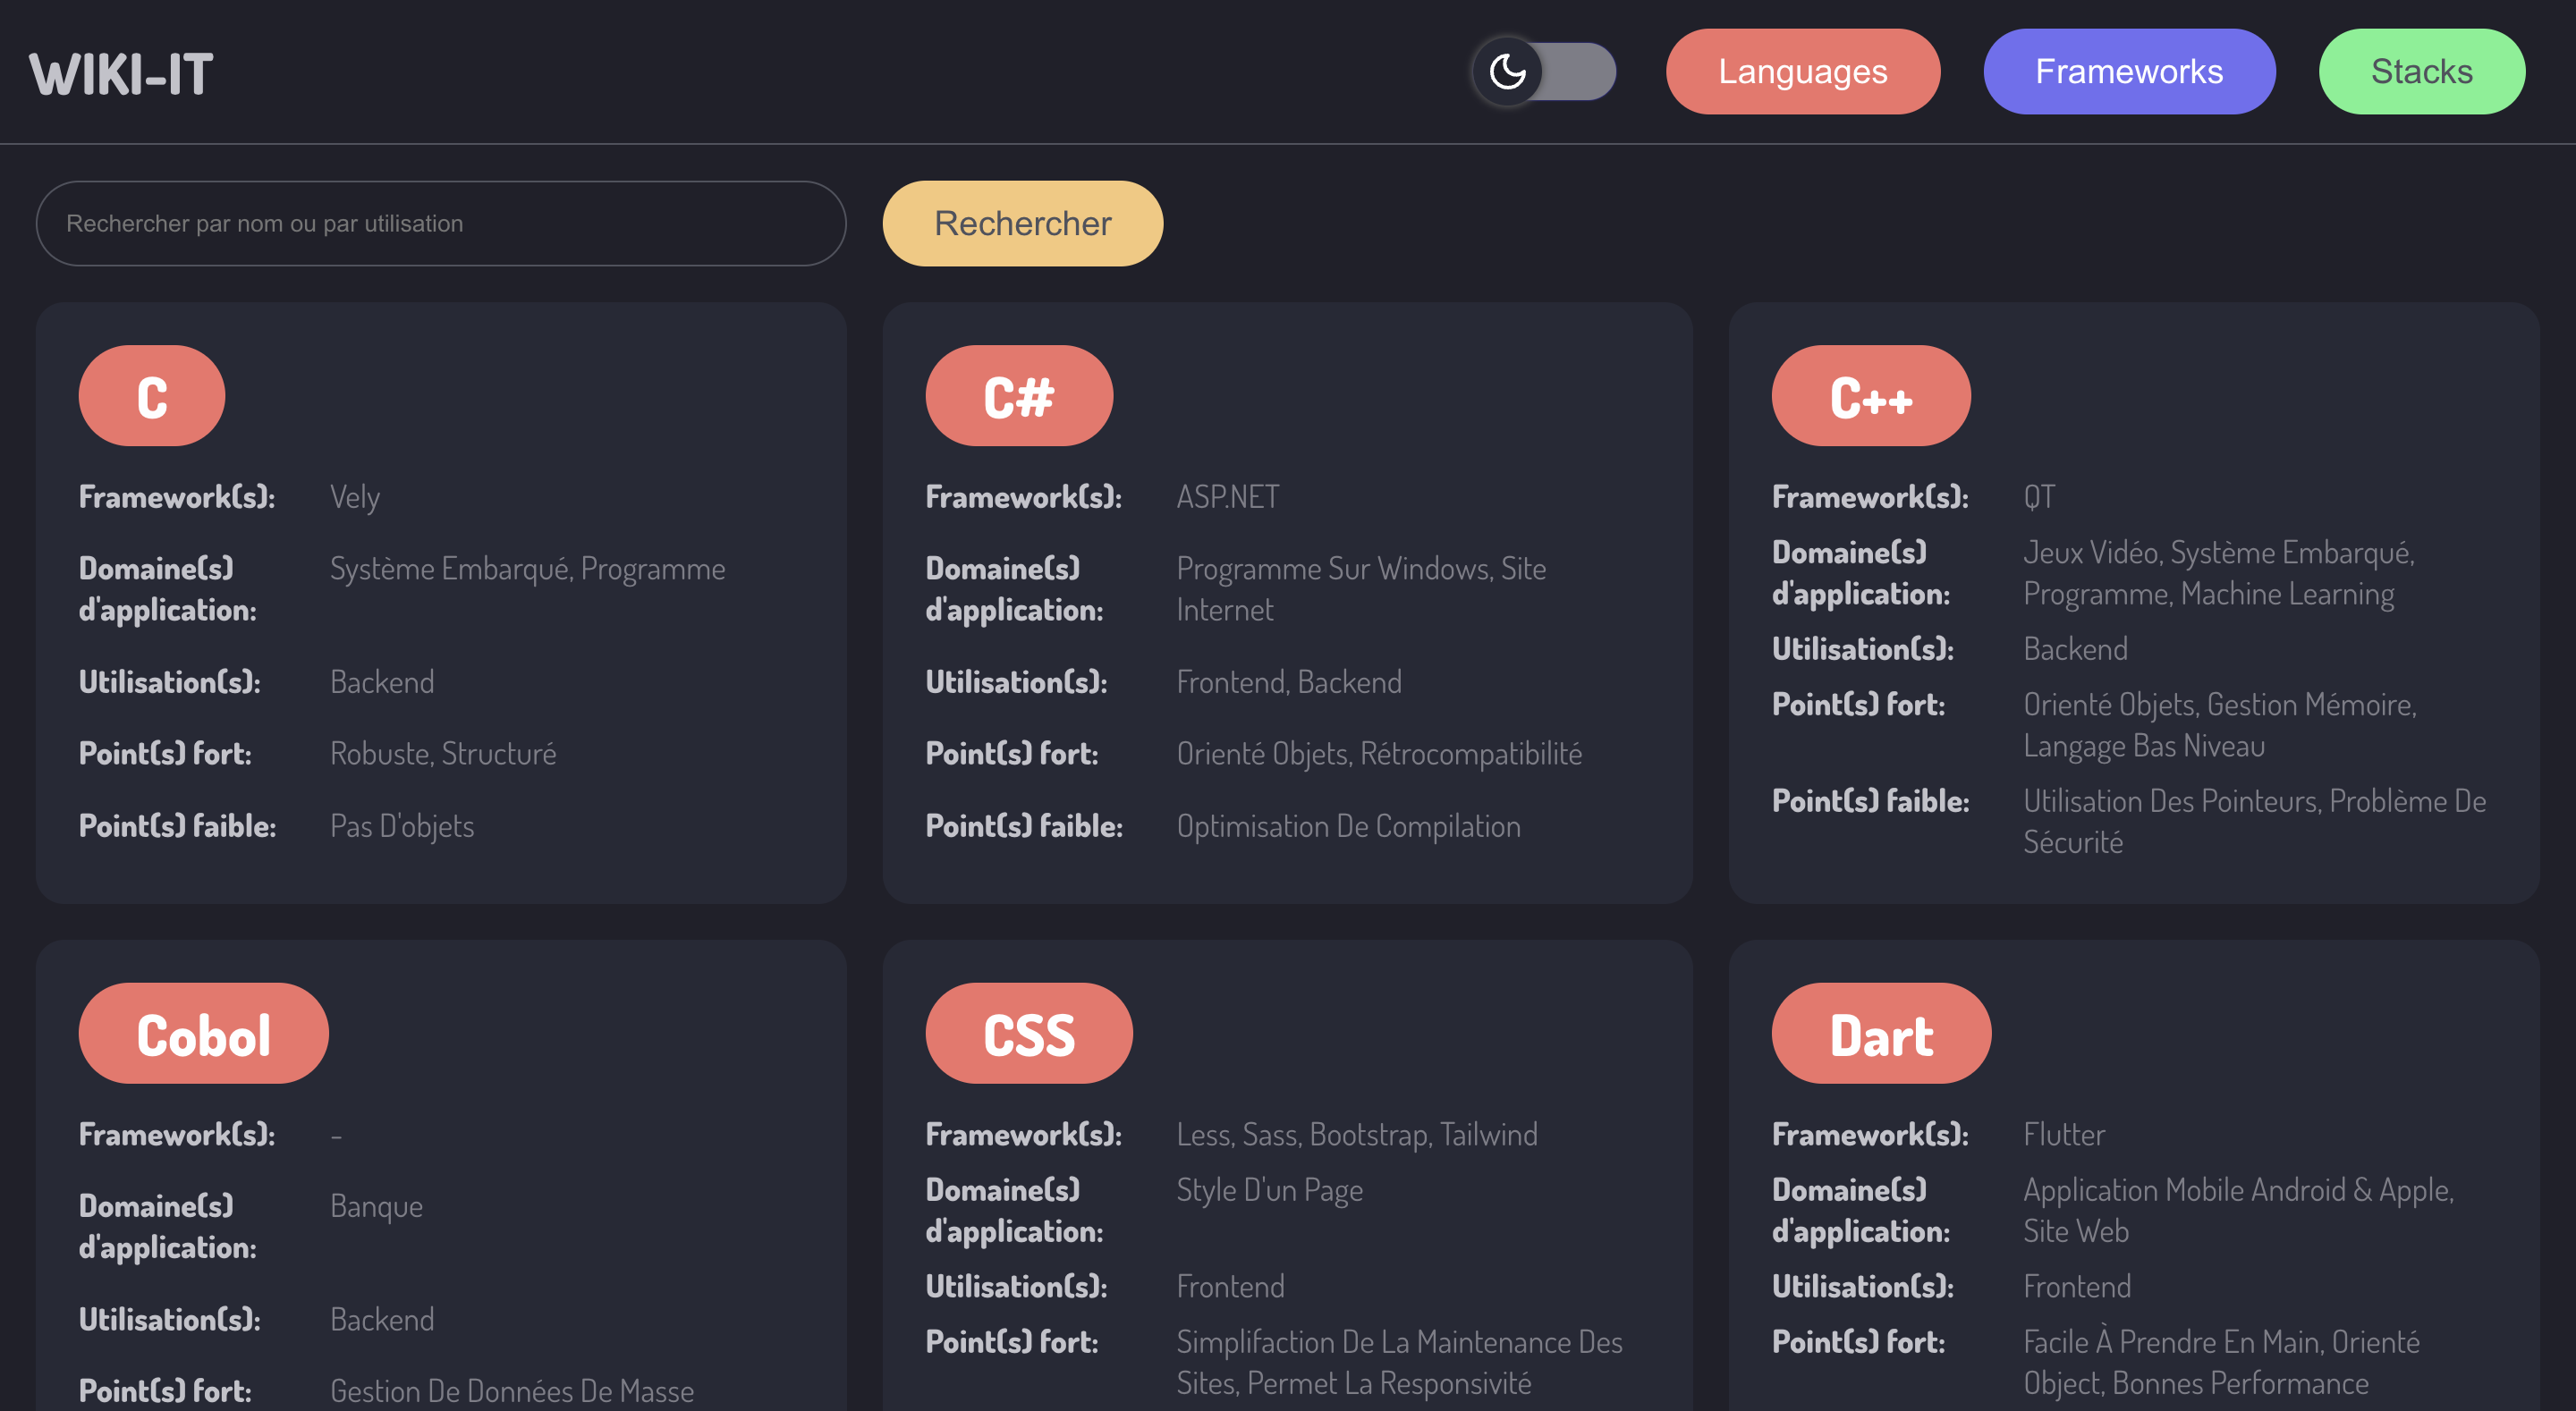 WIKI-IT
Languages
Frameworks
Stacks
Rechercher par nom ou par utilisation
Rechercher
C
Framework(s): Vely
Domaine(s) Système Embarqué, Programme
d'application:
Utilisation(s): Backend
Point(s) fort: Robuste, Structuré
Point(s) faible: Pas D'objets
C#
Framework(s): ASP.NET
Domaine(s) Programme Sur Windows, Site
d'application: Internet
Utilisation(s): Frontend, Backend
Point(s) fort: Orienté Objets, Rétrocompatibilité
Point(s) faible: Optimisation De Compilation
C++
Framework(s): QT
Domaine(s) Jeux Vidéo, Système Embarqué,
d'application: Programme, Machine Learning
Utilisation(s): Backend
Point(s) fort: Orienté Objets, Gestion Mémoire,
Langage Bas Niveau
Point(s) faible: Utilisation Des Pointeurs, Problème De
Sécurité
Cobol
Framework(s): -
Domaine(s) Banque
d'application:
Utilisation(s): Backend
Point(s) fort: Gestion De Données De Masse
CSS
Framework(s): Less, Sass, Bootstrap, Tailwind
Domaine(s) Style D'un Page
d'application:
Utilisation(s): Frontend
Point(s) fort: Simplifaction De La Maintenance Des
Sites, Permet La Responsivité
Dart
Framework(s): Flutter
Domaine(s) Application Mobile Android & Apple,
d'application: Site Web
Utilisation(s): Frontend
Point(s) fort: Facile À Prendre En Main, Orienté
Object, Bonnes Performance